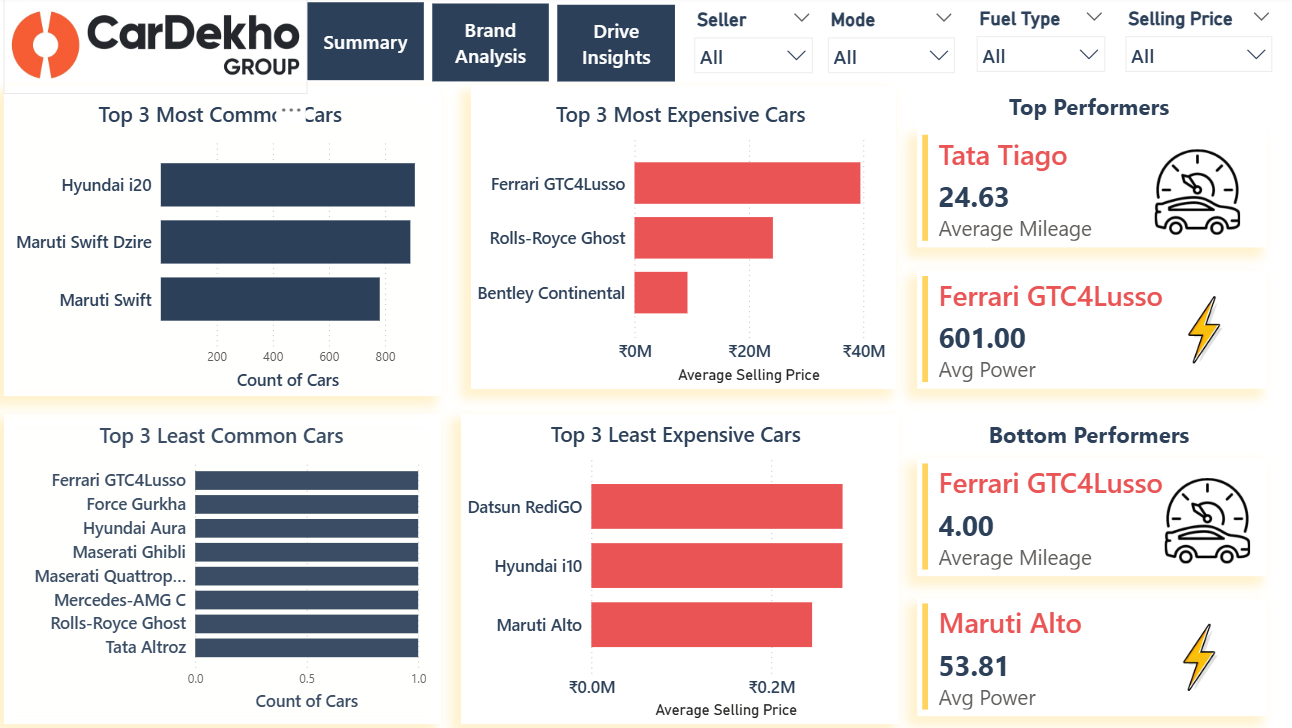 CarDekho
GROUP
Summary
Brand
Analysis
Drive
Insights
Seller
All
Mode
All
Fuel Type
All
Selling Price
All
Top 3 Most Comm Cars
Hyundai i20
Maruti Swift Dzire
Maruti Swift
200 400 600 800
Count of Cars
Top 3 Most Expensive Cars
Ferrari GTC4Lusso
Rolls-Royce Ghost
Bentley Continental
₹0M ₹20M ₹40M
Average Selling Price
Top Performers
Tata Tiago
24.63
Average Mileage
Ferrari GTC4Lusso
601.00
Avg Power
Top 3 Least Common Cars
Ferrari GTC4Lusso
Force Gurkha
Hyundai Aura
Maserati Ghibli
Maserati Quattrop...
Mercedes-AMG C
Rolls-Royce Ghost
Tata Altroz
0.0 0.5 1.0
Count of Cars
Top 3 Least Expensive Cars
Datsun RediGO
Hyundai i10
Maruti Alto
₹0.0M ₹0.2M
Average Selling Price
Bottom Performers
Ferrari GTC4Lusso
4.00
Average Mileage
Maruti Alto
53.81
Avg Power